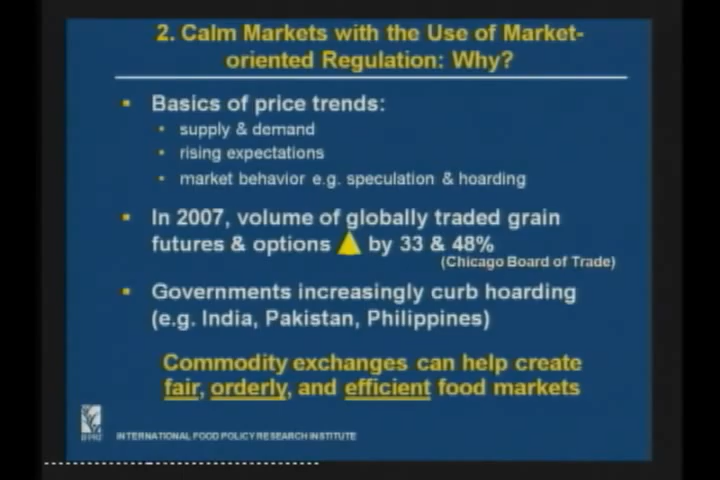 2. Calm Markets with the Use of Market-
oriented Regulation: Why?
Basics of price trends:
supply & demand
rising expectations
market behavior e.g. speculation & hoarding
In 2007, volume of globally traded grain
futures & options ▲ by 33 & 48%
(Chicago Board of Trade)
Governments increasingly curb hoarding
(e.g. India, Pakistan, Philippines)
Commodity exchanges can help create
fair, orderly, and efficient food markets
IFPRI
INTERNATIONAL FOOD POLICY RESEARCH INSTITUTE